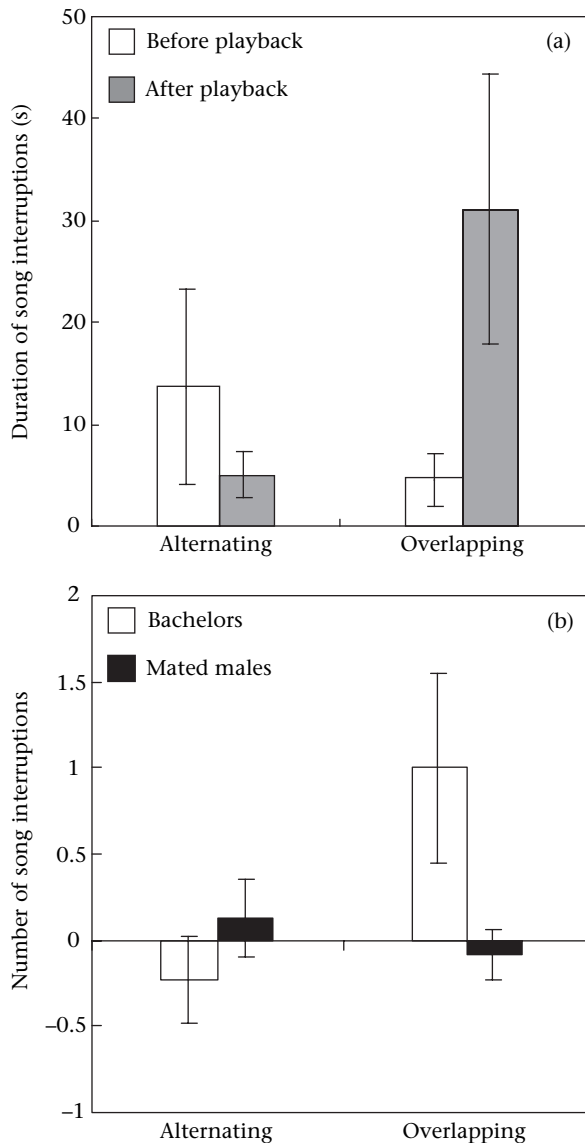 (a)
Before playback
After playback
Duration of song interruptions (s)
50
40
30
20
10
0
Alternating Overlapping
(b)
Bachelors
Mated males
Number of song interruptions
2
1.5
1
0.5
0
–0.5
–1
Alternating Overlapping